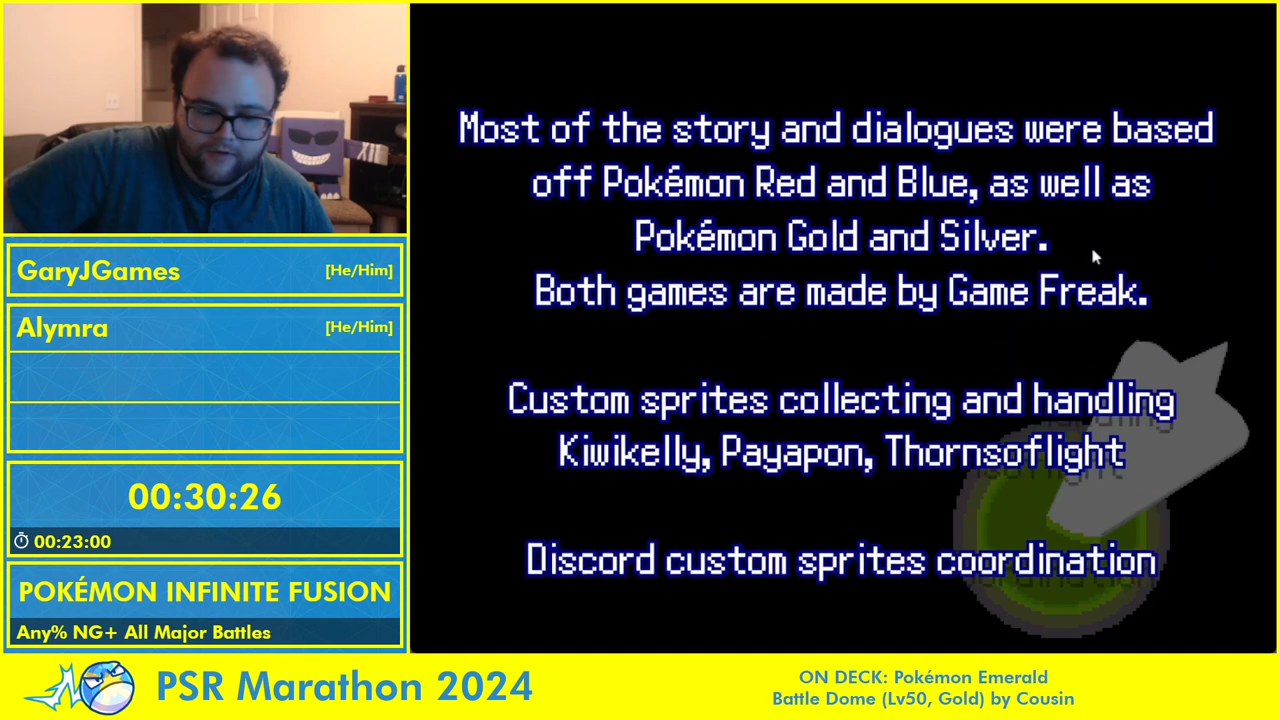 Most of the story and dialogues were based
off Pokémon Red and Blue, as well as
Pokémon Gold and Silver.
Both games are made by Game Freak.
Custom sprites collecting and handling
Kiwikelly, Payapon, Thornsoflight
Discord custom sprites coordination
GaryJGames [He/Him]
Alymra [He/Him]
00:30:26
00:23:00
POKÉMON INFINITE FUSION
Any% NG+ All Major Battles
PSR Marathon 2024
ON DECK: Pokémon Emerald
Battle Dome (Lv50, Gold) by Cousin